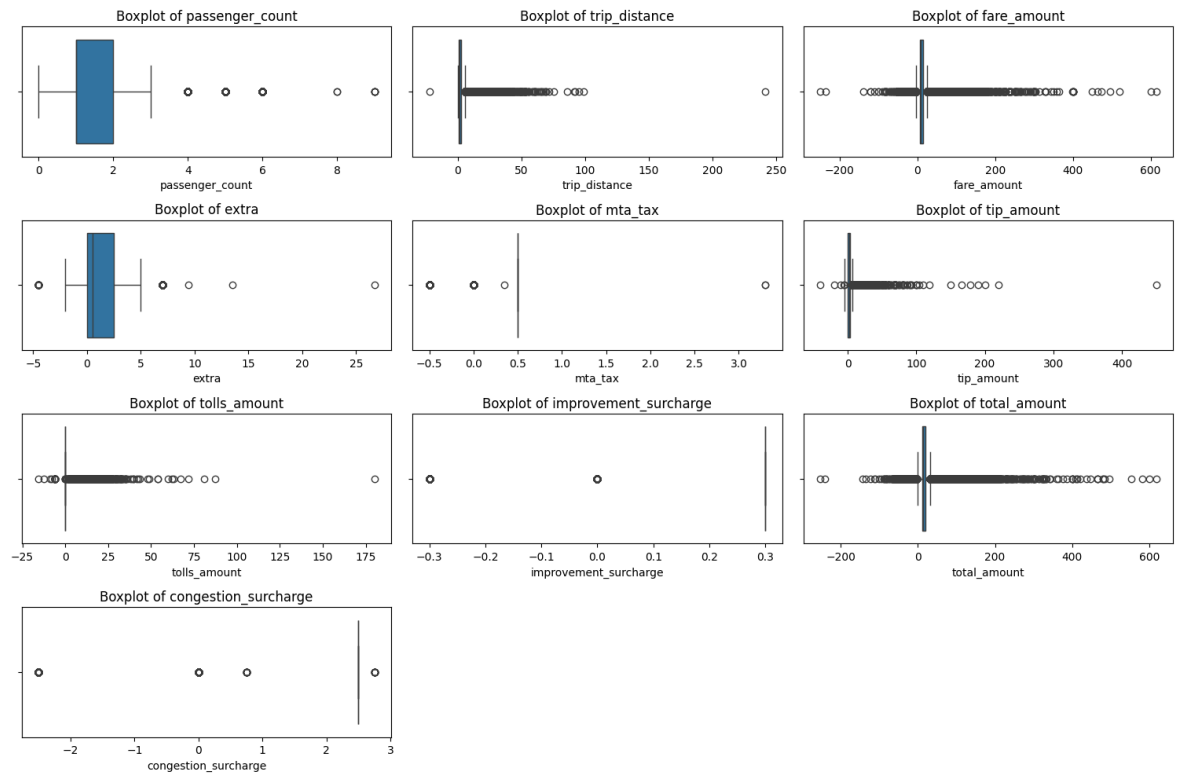 Boxplot of passenger_count
0 2 4 6 8
passenger_count
Boxplot of trip_distance
0 50 100 150 200 250
trip_distance
Boxplot of fare_amount
−200 0 200 400 600
fare_amount
Boxplot of extra
−5 0 5 10 15 20 25
extra
Boxplot of mta_tax
−0.5 0.0 0.5 1.0 1.5 2.0 2.5 3.0
mta_tax
Boxplot of tip_amount
0 100 200 300 400
tip_amount
Boxplot of tolls_amount
−25 0 25 50 75 100 125 150 175
tolls_amount
Boxplot of improvement_surcharge
−0.3 −0.2 −0.1 0.0 0.1 0.2 0.3
improvement_surcharge
Boxplot of total_amount
−200 0 200 400 600
total_amount
Boxplot of congestion_surcharge
−2 −1 0 1 2 3
congestion_surcharge